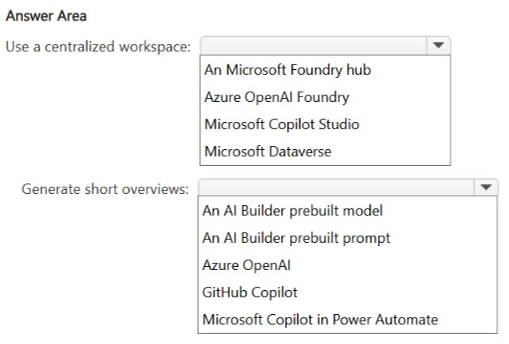 Answer Area
Use a centralized workspace:
An Microsoft Foundry hub
Azure OpenAI Foundry
Microsoft Copilot Studio
Microsoft Dataverse
Generate short overviews:
An AI Builder prebuilt model
An AI Builder prebuilt prompt
Azure OpenAI
GitHub Copilot
Microsoft Copilot in Power Automate